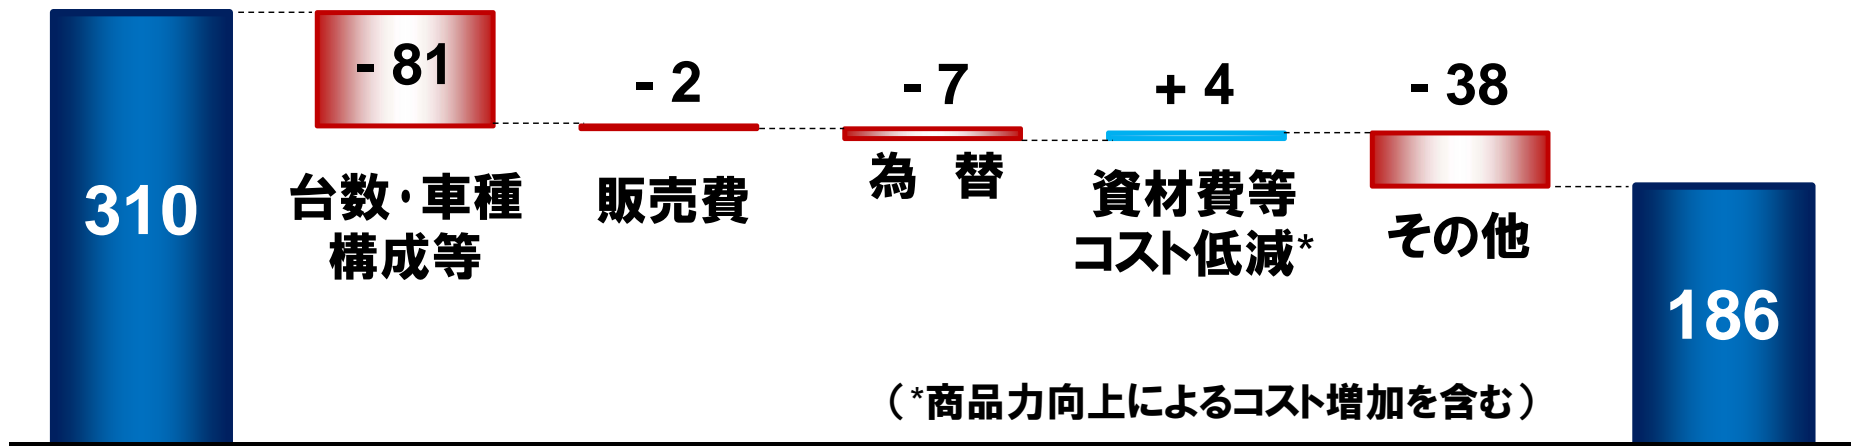 310
- 81
台数・車種
構成等
- 2
販売費
- 7
為　替
+ 4
資材費等
コスト低減*
- 38
その他
186
（*商品力向上によるコスト増加を含む）